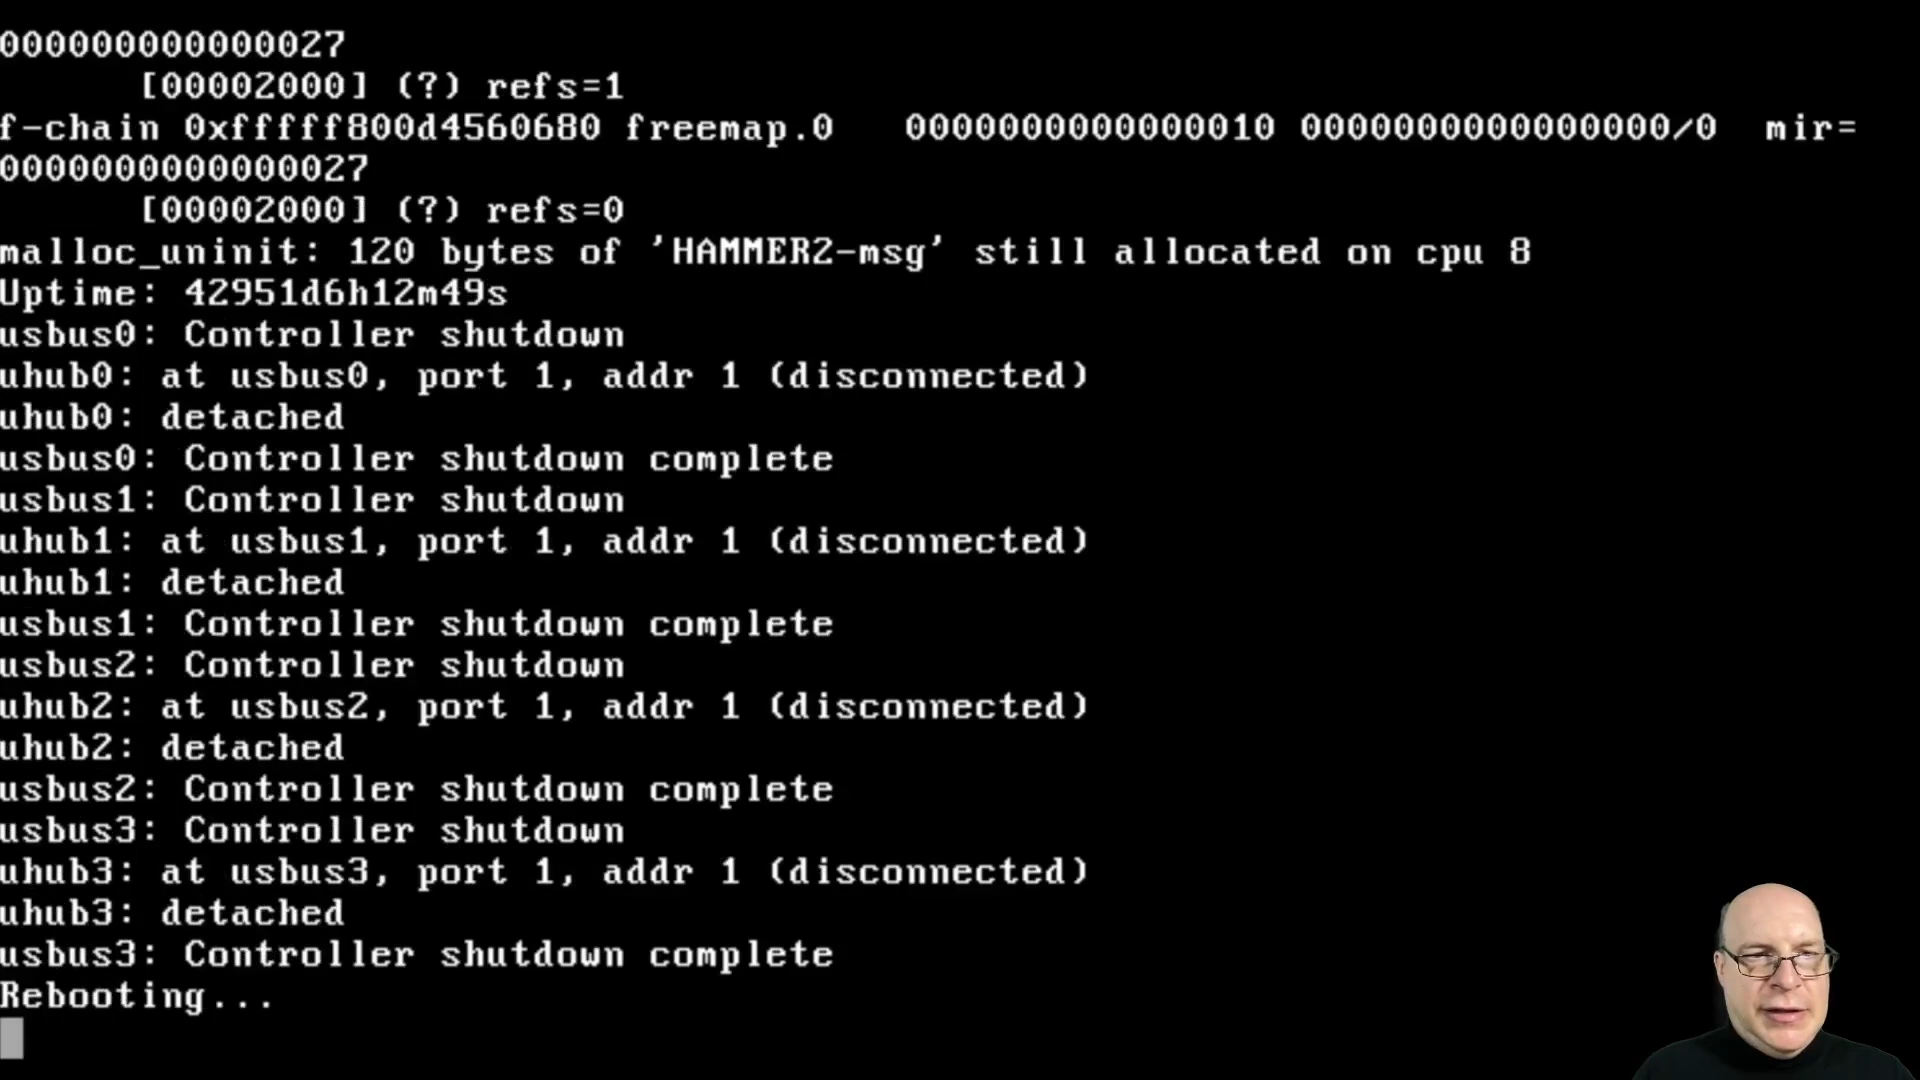 000000000000027
[00002000] (?) refs=1
f-chain 0xfffff800d4560680 freemap.0 0000000000000010 0000000000000000/0 mir=
0000000000000027
[00002000] (?) refs=0
malloc_uninit: 120 bytes of 'HAMMER2-msg' still allocated on cpu 8
Uptime: 42951d6h12m49s
usbus0: Controller shutdown
uhub0: at usbus0, port 1, addr 1 (disconnected)
uhub0: detached
usbus0: Controller shutdown complete
usbus1: Controller shutdown
uhub1: at usbus1, port 1, addr 1 (disconnected)
uhub1: detached
usbus1: Controller shutdown complete
usbus2: Controller shutdown
uhub2: at usbus2, port 1, addr 1 (disconnected)
uhub2: detached
usbus2: Controller shutdown complete
usbus3: Controller shutdown
uhub3: at usbus3, port 1, addr 1 (disconnected)
uhub3: detached
usbus3: Controller shutdown complete
Rebooting...